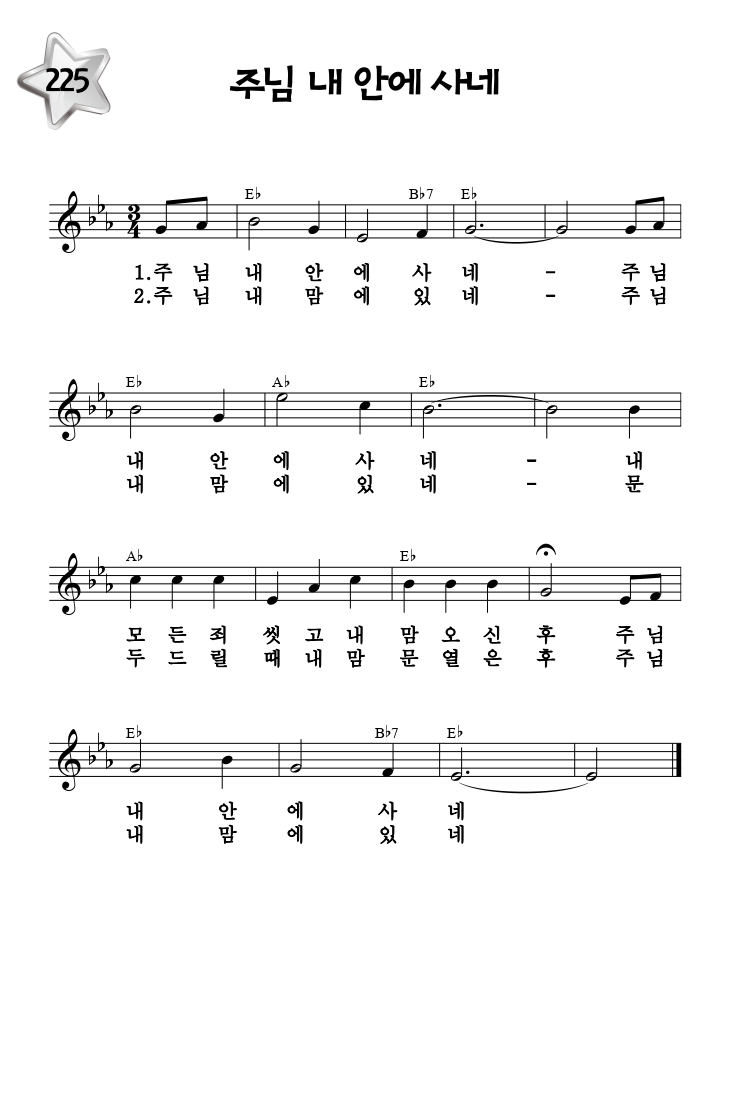 225
주님 내 안에 사네
E♭ B♭7 E♭
3/4
1.주 님 내 안 에 사 네 - 주 님
2.주 님 내 맘 에 있 네 - 주 님
E♭ A♭ E♭
내 안 에 사 네 - 내
내 맘 에 있 네 - 문
A♭ E♭
모 든 죄 씻 고 내 맘 오 신 후 주 님
두 드 릴 때 내 맘 문 열 은 후 주 님
E♭ B♭7 E♭
내 안 에 사 네
내 맘 에 있 네